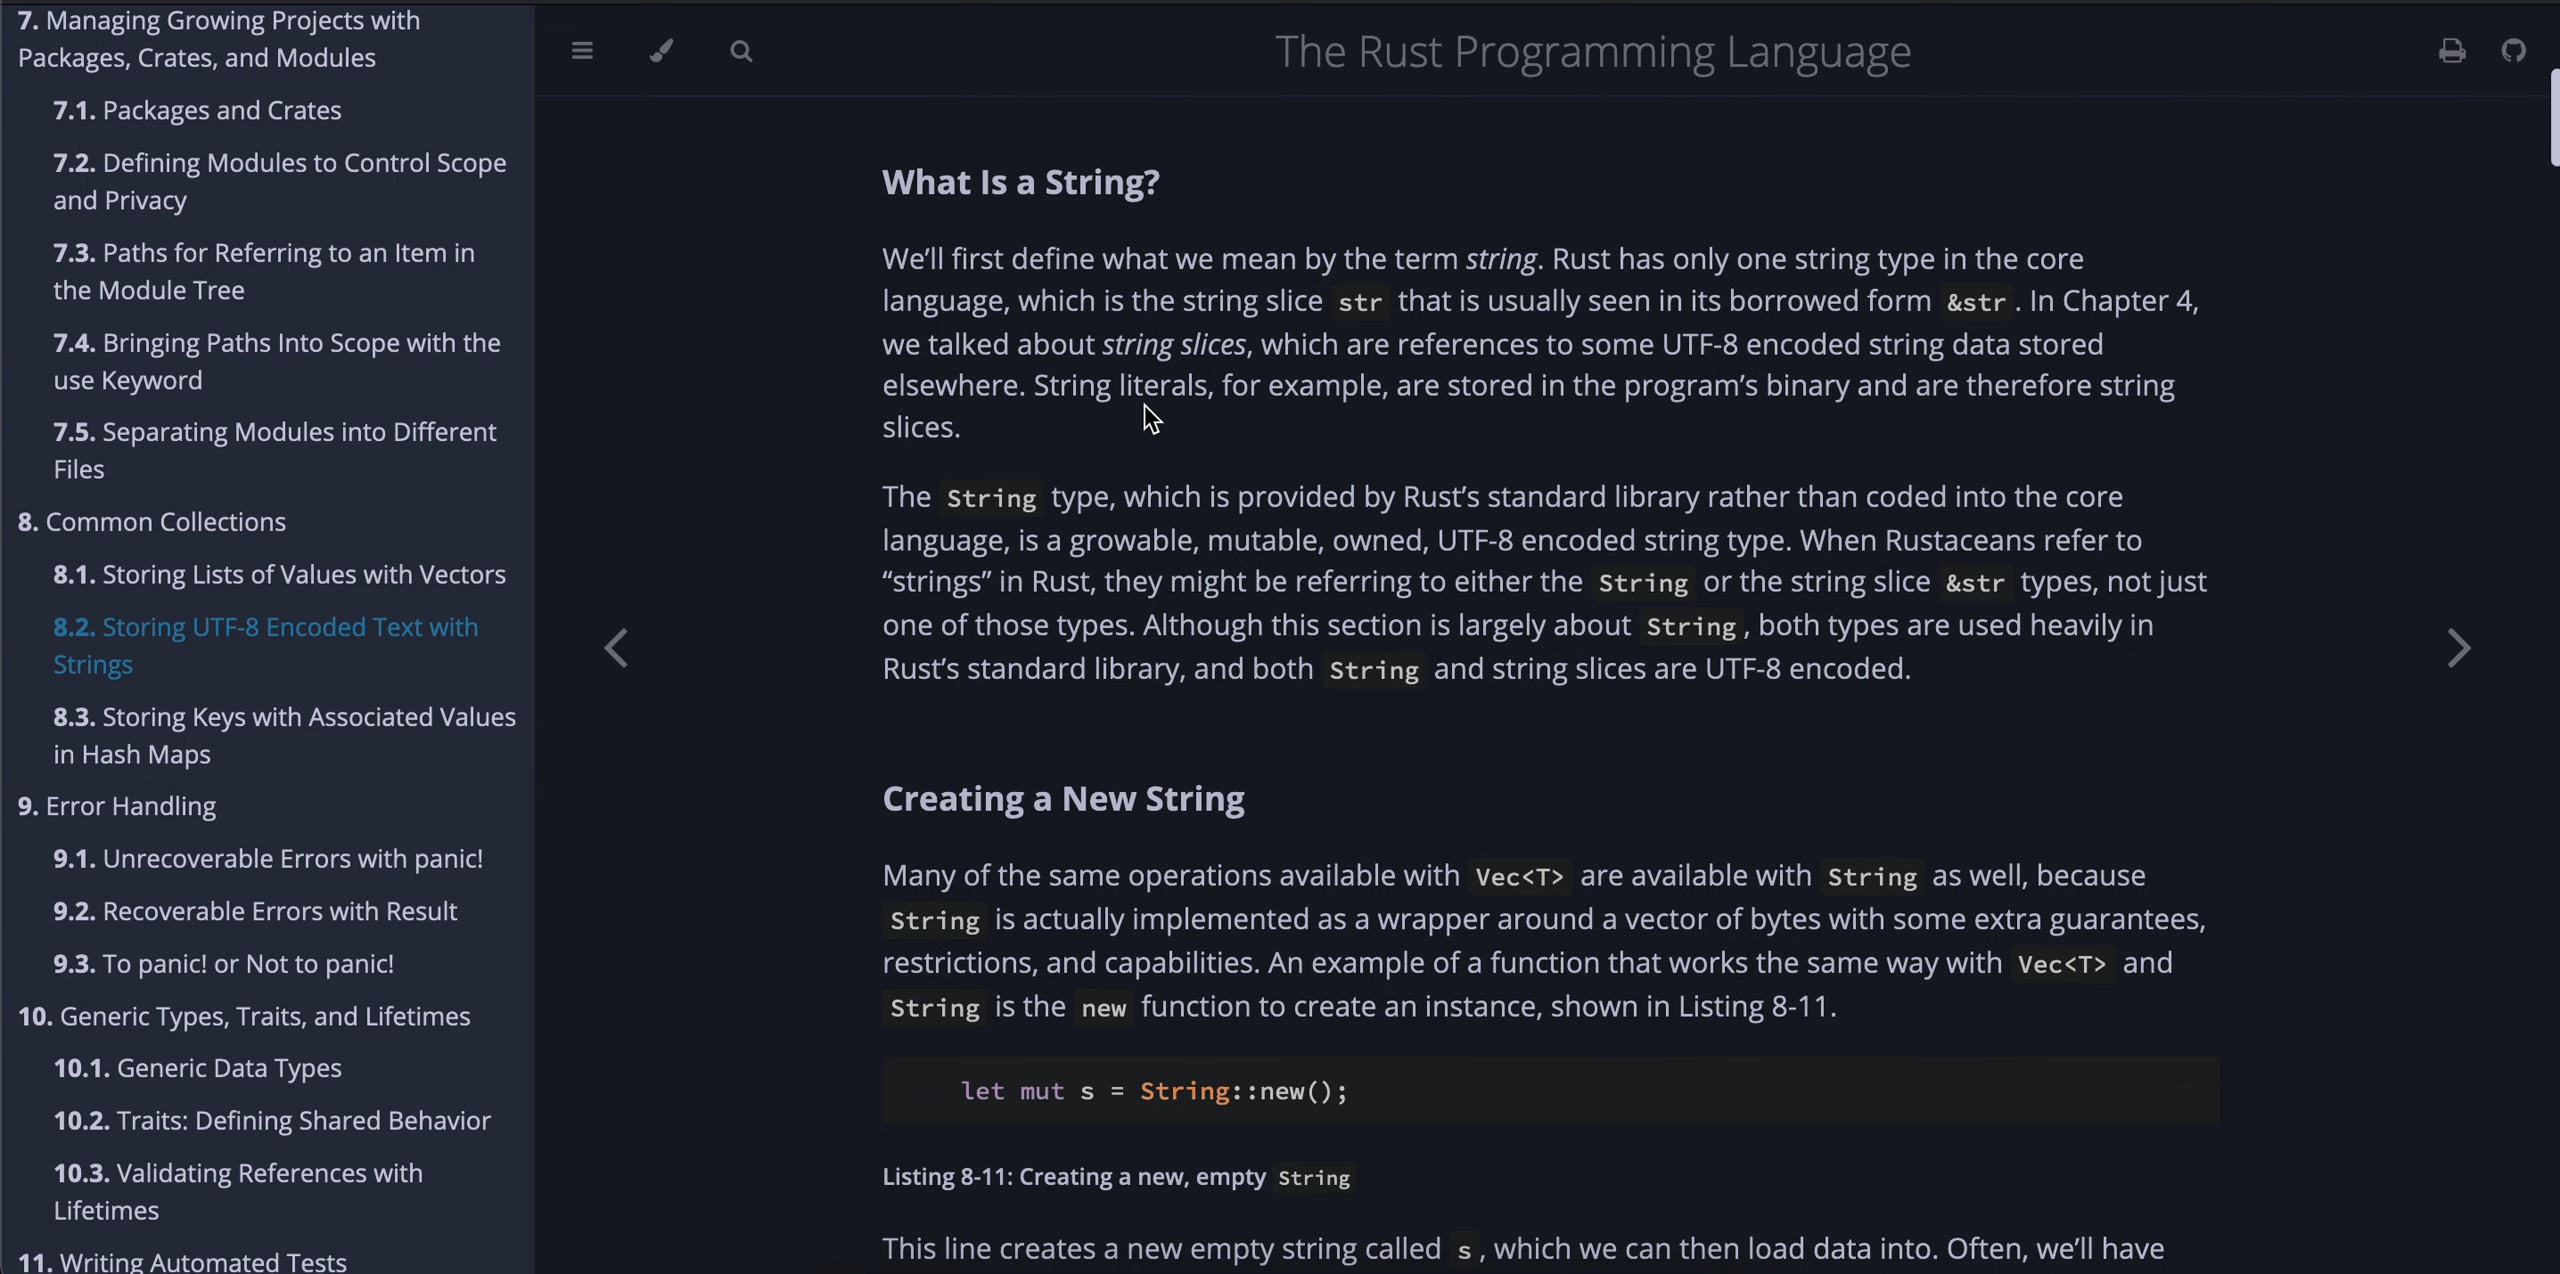 7. Managing Growing Projects with
Packages, Crates, and Modules
7.1. Packages and Crates
7.2. Defining Modules to Control Scope
and Privacy
7.3. Paths for Referring to an Item in
the Module Tree
7.4. Bringing Paths Into Scope with the
use Keyword
7.5. Separating Modules into Different
Files
8. Common Collections
8.1. Storing Lists of Values with Vectors
8.2. Storing UTF-8 Encoded Text with
Strings
8.3. Storing Keys with Associated Values
in Hash Maps
9. Error Handling
9.1. Unrecoverable Errors with panic!
9.2. Recoverable Errors with Result
9.3. To panic! or Not to panic!
10. Generic Types, Traits, and Lifetimes
10.1. Generic Data Types
10.2. Traits: Defining Shared Behavior
10.3. Validating References with
Lifetimes
11. Writing Automated Tests
The Rust Programming Language
What Is a String?
We’ll first define what we mean by the term string. Rust has only one string type in the core
language, which is the string slice str that is usually seen in its borrowed form &str. In Chapter 4,
we talked about string slices, which are references to some UTF-8 encoded string data stored
elsewhere. String literals, for example, are stored in the program’s binary and are therefore string
slices.
The String type, which is provided by Rust’s standard library rather than coded into the core
language, is a growable, mutable, owned, UTF-8 encoded string type. When Rustaceans refer to
“strings” in Rust, they might be referring to either the String or the string slice &str types, not just
one of those types. Although this section is largely about String, both types are used heavily in
Rust’s standard library, and both String and string slices are UTF-8 encoded.
Creating a New String
Many of the same operations available with Vec<T> are available with String as well, because
String is actually implemented as a wrapper around a vector of bytes with some extra guarantees,
restrictions, and capabilities. An example of a function that works the same way with Vec<T> and
String is the new function to create an instance, shown in Listing 8-11.
let mut s = String::new();
Listing 8-11: Creating a new, empty String
This line creates a new empty string called s, which we can then load data into. Often, we’ll have